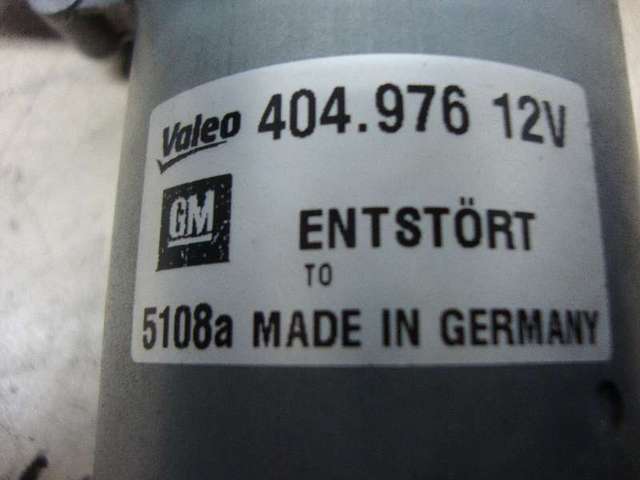 Valeo 404.976 12V
GM ENTSTÖRT
TO
5108a MADE IN GERMANY